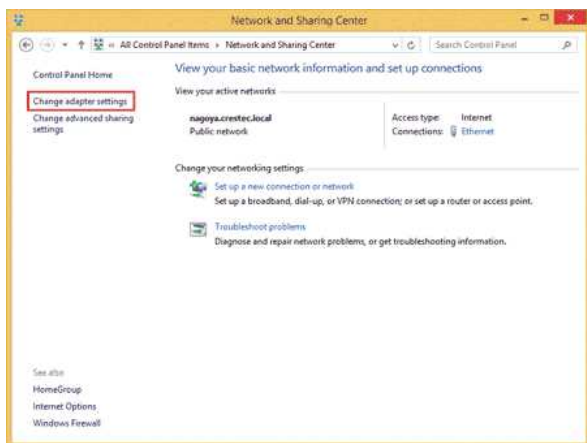 Network and Sharing Center
« All Control Panel Items › Network and Sharing Center
Search Control Panel
Control Panel Home
Change adapter settings
Change advanced sharing
settings
View your basic network information and set up connections
View your active networks
nagoya.crestec.local
Public network
Access type: Internet
Connections: Ethernet
Change your networking settings
Set up a new connection or network
Set up a broadband, dial-up, or VPN connection; or set up a router or access point.
Troubleshoot problems
Diagnose and repair network problems, or get troubleshooting information.
See also
HomeGroup
Internet Options
Windows Firewall